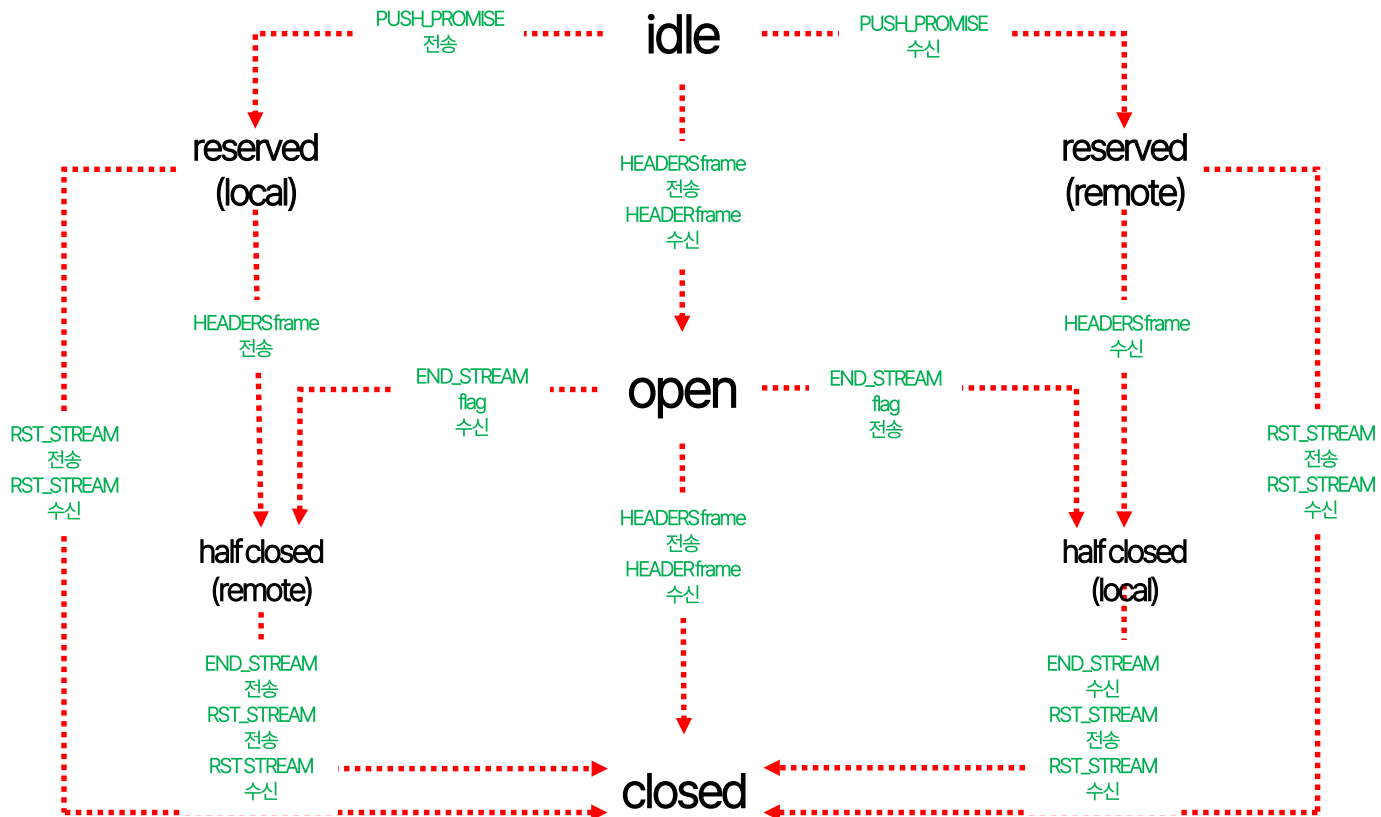 PUSH_PROMISE
전송
idle
PUSH_PROMISE
수신
reserved
(local)
HEADERS frame
전송
HEADER frame
수신
reserved
(remote)
HEADERS frame
전송
HEADERS frame
수신
END_STREAM
flag
수신
open
END_STREAM
flag
전송
RST_STREAM
전송
RST_STREAM
수신
RST_STREAM
전송
RST_STREAM
수신
half closed
(remote)
HEADERS frame
전송
HEADER frame
수신
half closed
(local)
END_STREAM
전송
RST_STREAM
전송
RST STREAM
수신
END_STREAM
수신
RST_STREAM
전송
RST_STREAM
수신
closed